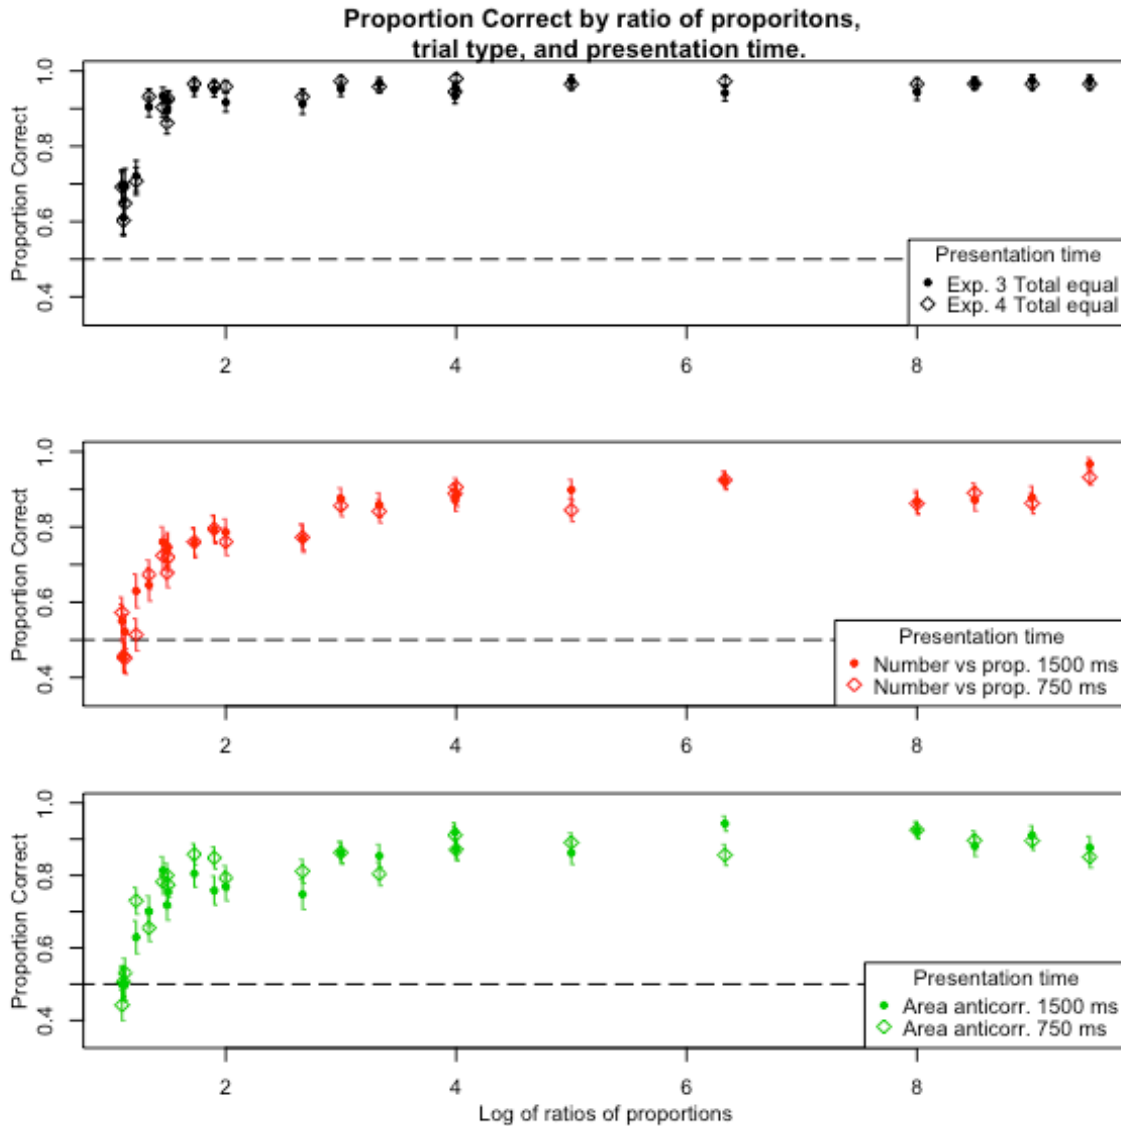 Proportion Correct by ratio of proporitons,
trial type, and presentation time.
Proportion Correct
1.0
0.8
0.6
0.4
2
4
6
8
Presentation time
Exp. 3 Total equal
Exp. 4 Total equal
Proportion Correct
1.0
0.8
0.6
0.4
2
4
6
8
Presentation time
Number vs prop. 1500 ms
Number vs prop. 750 ms
Proportion Correct
1.0
0.8
0.6
0.4
2
4
6
8
Presentation time
Area anticorr. 1500 ms
Area anticorr. 750 ms
Log of ratios of proportions